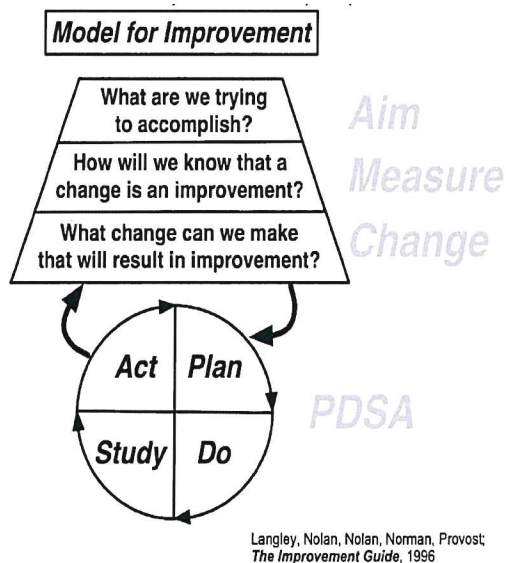 Model for Improvement
What are we trying
to accomplish?
Aim
How will we know that a
change is an improvement?
Measure
What change can we make
that will result in improvement?
Change
Act
Plan
Study
Do
PDSA
Langley, Nolan, Nolan, Norman, Provost;
The Improvement Guide, 1996